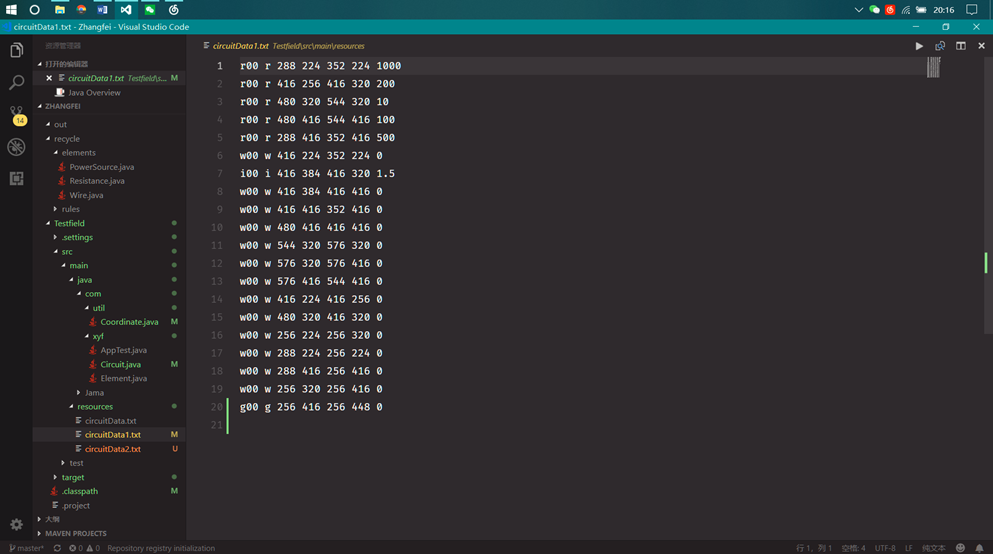 20:16
circuitData1.txt - Zhangfei - Visual Studio Code
资源管理器
打开的编辑器
circuitData1.txt Testfield\s... M
Java Overview
14
ZHANGFEI
out
recycle
elements
PowerSource.java
Resistance.java
Wire.java
rules
Testfield
.settings
src
main
java
com
util
Coordinate.java M
xyf
AppTest.java
Circuit.java M
Element.java
Jama
resources
circuitData.txt
circuitData1.txt M
circuitData2.txt U
test
target
.classpath M
.project
大纲
MAVEN PROJECTS
circuitData1.txt Testfield\src\main\resources
1 r00 r 288 224 352 224 1000
2 r00 r 416 256 416 320 200
3 r00 r 480 320 544 320 10
4 r00 r 480 416 544 416 100
5 r00 r 288 416 352 416 500
6 w00 w 416 224 352 224 0
7 i00 i 416 384 416 320 1.5
8 w00 w 416 384 416 416 0
9 w00 w 416 416 352 416 0
10 w00 w 480 416 416 416 0
11 w00 w 544 320 576 320 0
12 w00 w 576 320 576 416 0
13 w00 w 576 416 544 416 0
14 w00 w 416 224 416 256 0
15 w00 w 480 320 416 320 0
16 w00 w 256 224 256 320 0
17 w00 w 288 224 256 224 0
18 w00 w 288 416 256 416 0
19 w00 w 256 320 256 416 0
20 g00 g 256 416 256 448 0
21
master* 0 0 Repository registry initialization
行 1，列 1 空格: 4 UTF-8 LF 纯文本